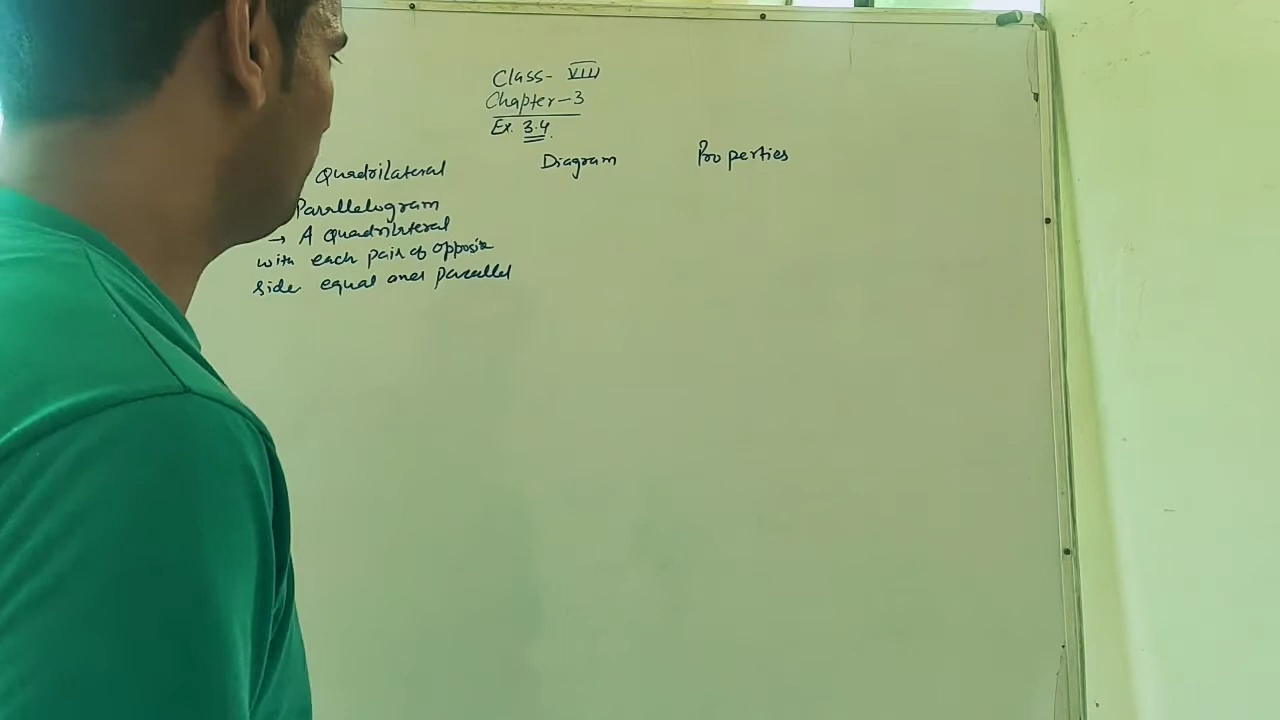 Class- VIII
Chapter-3
Ex. 3.4.
Quadrilateral Diagram Properties
Parallelogram
→ A Quadrilateral
with each pair of opposite
side equal and parallel